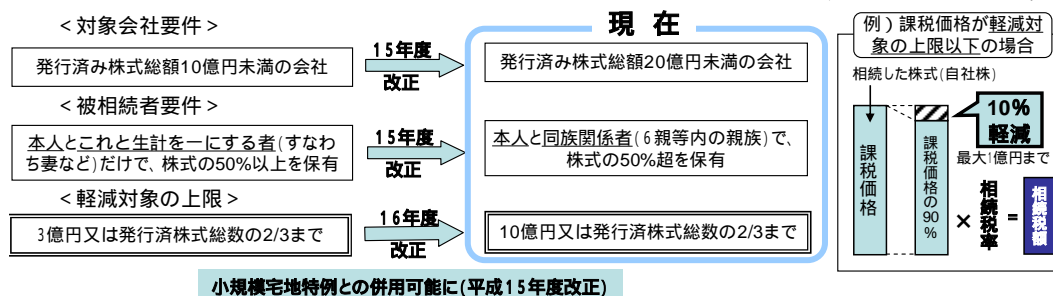 ＜対象会社要件＞
発行済み株式総額10億円未満の会社
15年度
改正
現 在
発行済み株式総額20億円未満の会社
＜被相続者要件＞
本人とこれと生計を一にする者(すなわ
ち妻など)だけで、株式の50%以上を保有
15年度
改正
本人と同族関係者(6親等内の親族)で、
株式の50%超を保有
＜軽減対象の上限＞
3億円又は発行済株式総数の2/3まで
16年度
改正
10億円又は発行済株式総数の2/3まで
小規模宅地特例との併用可能に(平成15年度改正)
例）課税価格が軽減対
象の上限以下の場合
相続した株式(自社株)
課税価格
課税価格の90%
10%
軽減
最大1億円まで
×
相続税率
=
相続税額